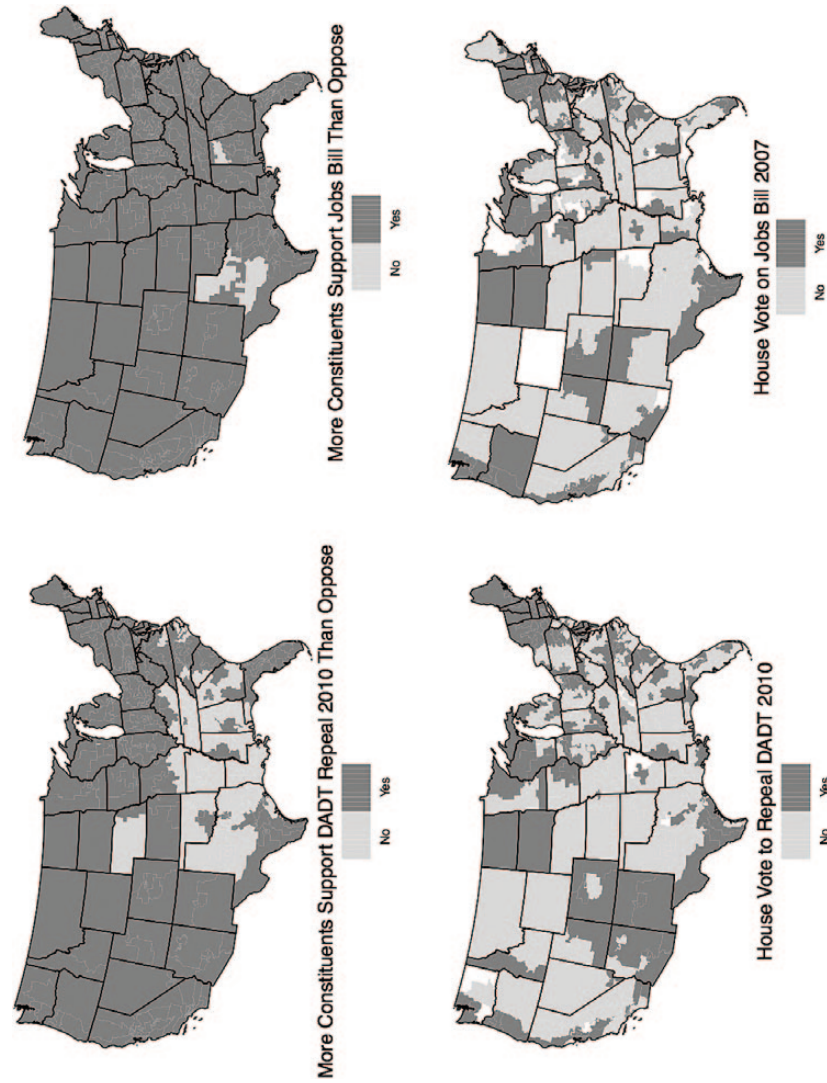 More Constituents Support DADT Repeal 2010 Than Oppose
No Yes
More Constituents Support Jobs Bill Than Oppose
No Yes
House Vote to Repeal DADT 2010
No Yes
House Vote on Jobs Bill 2007
No Yes